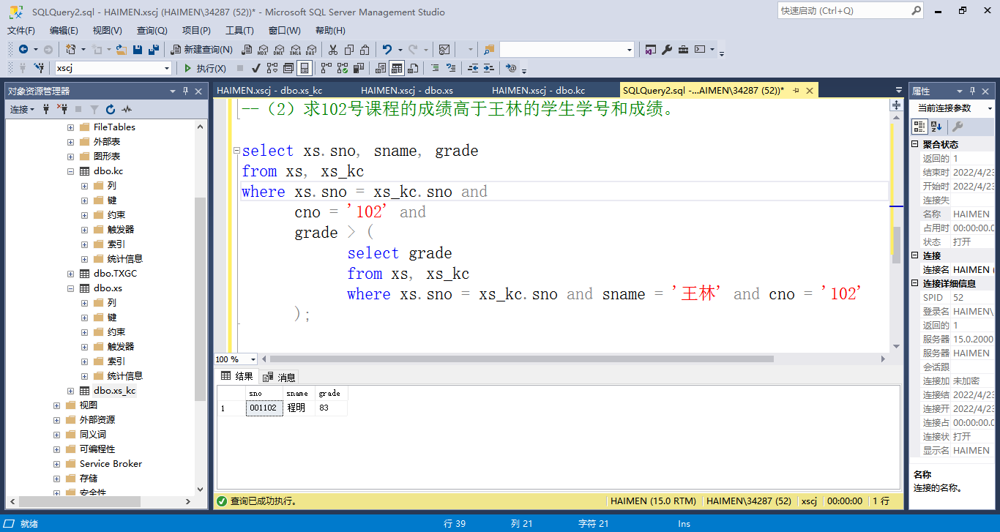 SQLQuery2.sql - HAIMEN.xscj (HAIMEN\34287 (52))* - Microsoft SQL Server Management Studio
快速启动 (Ctrl+Q)
文件(F) 编辑(E) 视图(V) 查询(Q) 项目(P) 工具(T) 窗口(W) 帮助(H)
新建查询(N) MDX DMX XMLA DAX
xscj 执行(X)
对象资源管理器
连接
FileTables
外部表
图形表
dbo.kc
列
键
约束
触发器
索引
统计信息
dbo.TXGC
dbo.xs
列
键
约束
触发器
索引
统计信息
dbo.xs_kc
视图
外部资源
同义词
可编程性
Service Broker
存储
安全性
HAIMEN.xscj - dbo.xs_kc HAIMEN.xscj - dbo.xs HAIMEN.xscj - dbo.kc SQLQuery2.sql -...AIMEN\34287 (52))*
--（2）求102号课程的成绩高于王林的学生学号和成绩。
select xs.sno, sname, grade
from xs, xs_kc
where xs.sno = xs_kc.sno and
cno = '102' and
grade > (
select grade
from xs, xs_kc
where xs.sno = xs_kc.sno and sname = '王林' and cno = '102'
);
100 %
结果 消息
sno sname grade
1 001102 程明 83
查询已成功执行。 HAIMEN (15.0 RTM) HAIMEN\34287 (52) xscj 00:00:00 1 行
属性
当前连接参数
聚合状态
返回的 1
结束时 2022/4/23
开始时 2022/4/23
连接失
名称 HAIMEN
占用时 00:00:00.0
状态 打开
连接
连接名 HAIMEN (
连接详细信息
SPID 52
登录名 HAIMEN\
返回的 1
服务器 15.0.2000
服务器 HAIMEN
会话跟
连接加 未加密
连接结 2022/4/23
连接开 2022/4/23
连接占 00:00:00.0
连接状 打开
显示名 HAIMEN
名称
连接的名称。
就绪 行 39 列 21 字符 21 Ins